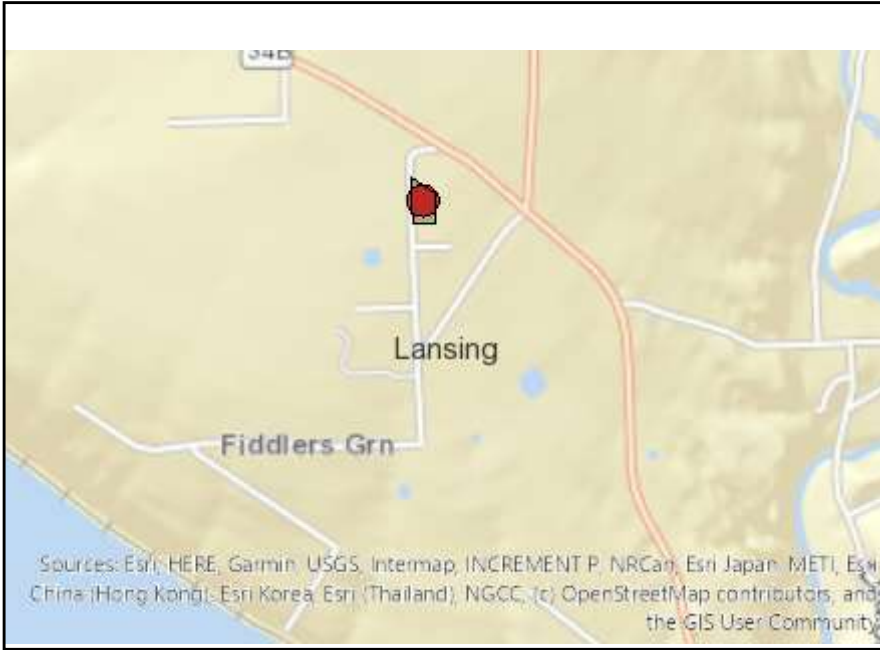 34B
Lansing
Fiddlers Grn
Sources: Esri, HERE, Garmin, USGS, Intermap, INCREMENT P, NRCan, Esri Japan, METI, Esri
China (Hong Kong), Esri Korea, Esri (Thailand), NGCC, (c) OpenStreetMap contributors, and
the GIS User Community